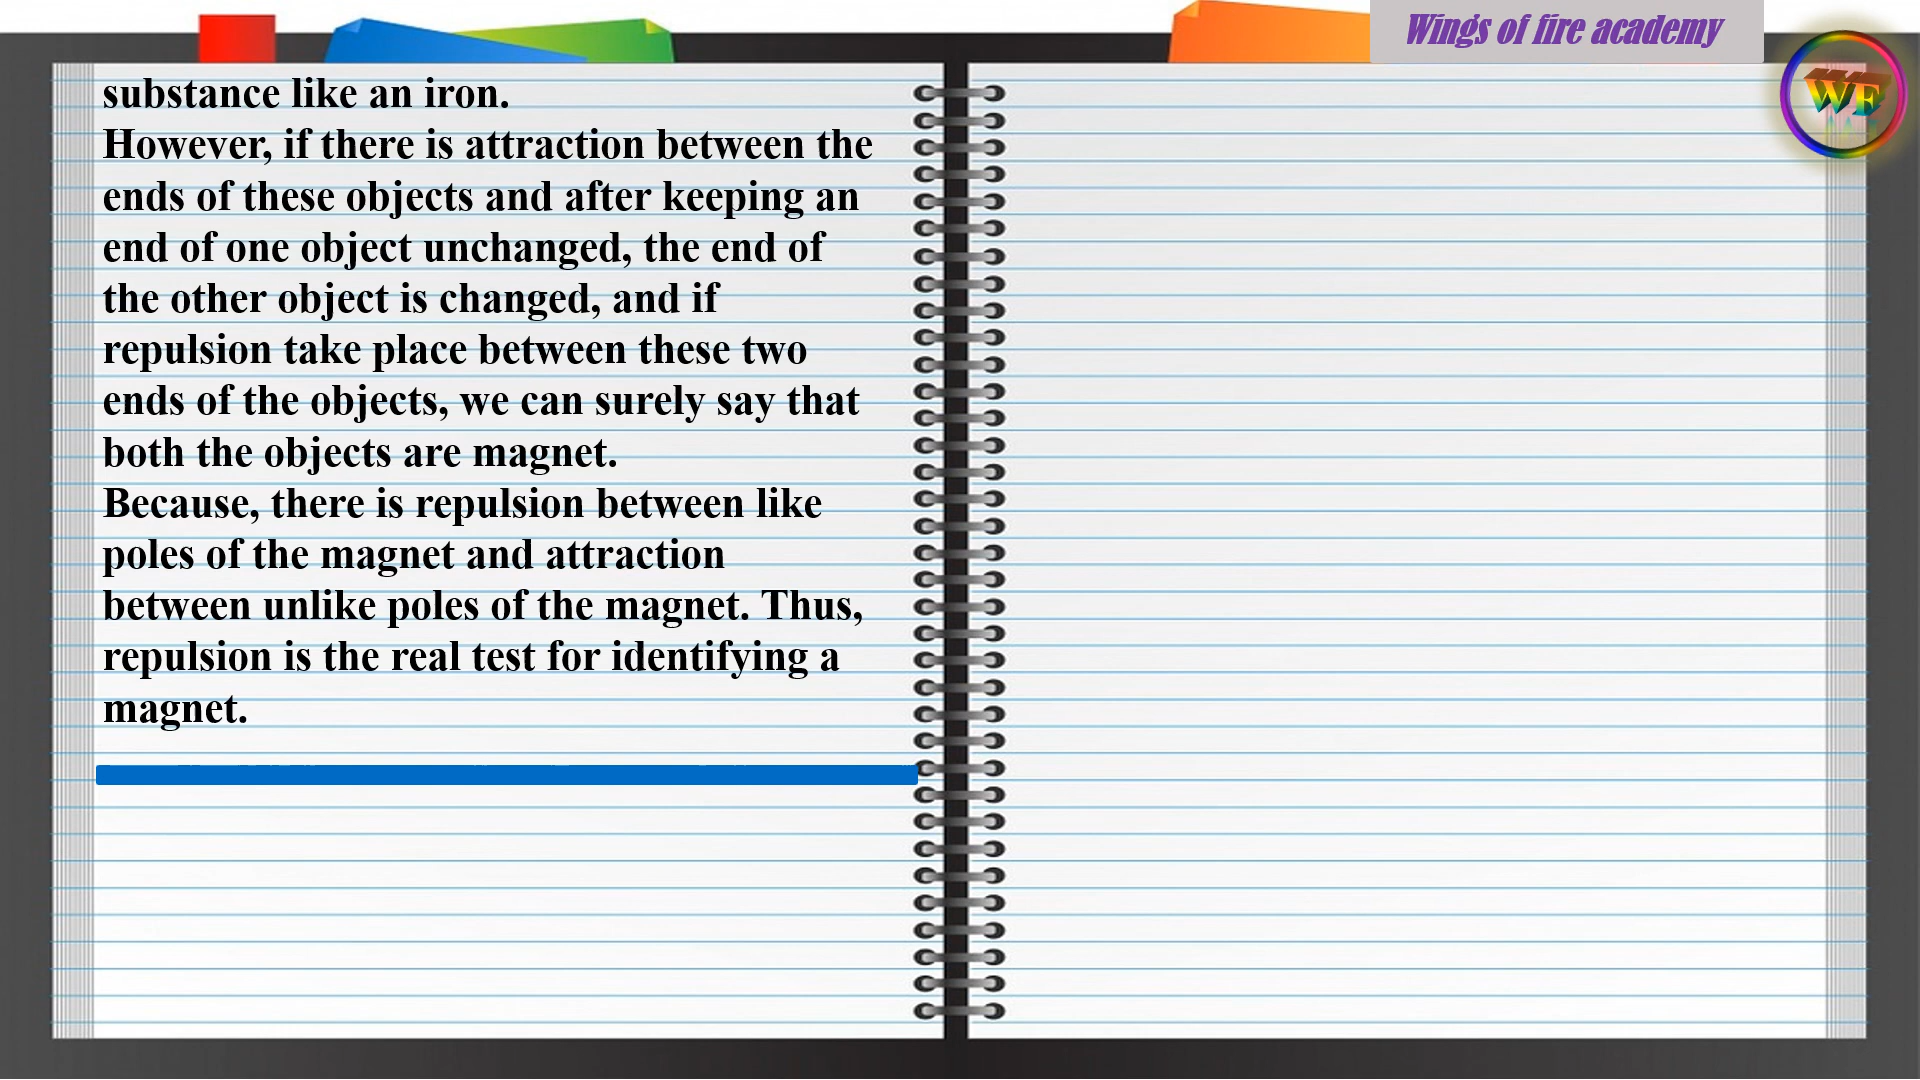 Wings of fire academy
WF
substance like an iron.
However, if there is attraction between the
ends of these objects and after keeping an
end of one object unchanged, the end of
the other object is changed, and if
repulsion take place between these two
ends of the objects, we can surely say that
both the objects are magnet.
Because, there is repulsion between like
poles of the magnet and attraction
between unlike poles of the magnet. Thus,
repulsion is the real test for identifying a
magnet.